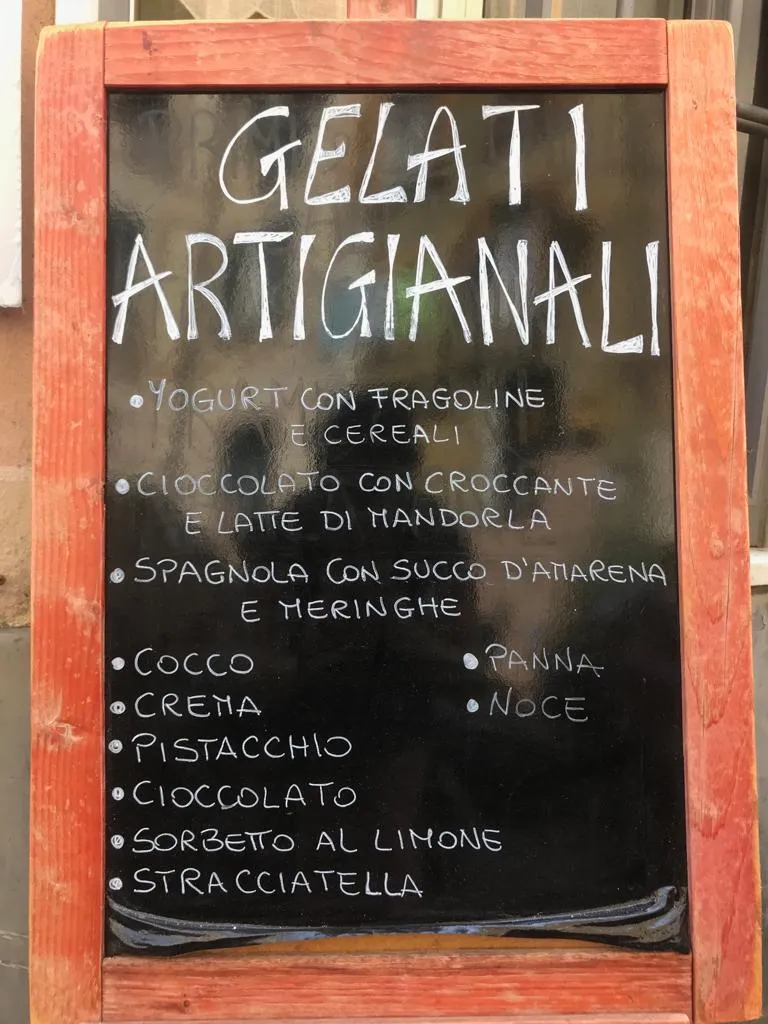 GELATI
ARTIGIANALI
• YOGURT CON FRAGOLINE
E CEREALI
• CIOCCOLATO CON CROCCANTE
E LATTE DI MANDORLA
• SPAGNOLA CON SUCCO D'AMARENA
E MERINGHE
• COCCO
• CREMA
• PISTACCHIO
• CIOCCOLATO
• SORBETTO AL LIMONE
• STRACCIATELLA
• PANNA
• NOCE